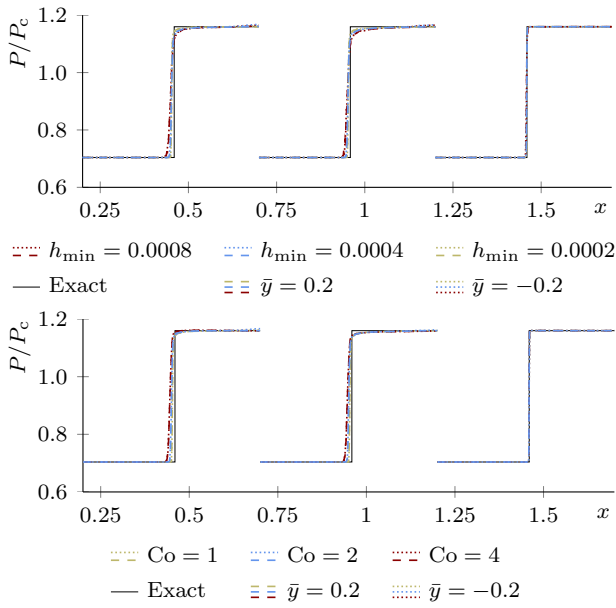 P/P_c
1.2
1.0
0.8
0.6
0.25 0.5 0.75 1 1.25 1.5 x
h_min = 0.0008 h_min = 0.0004 h_min = 0.0002
Exact ȳ = 0.2 ȳ = −0.2
P/P_c
1.2
1.0
0.8
0.6
0.25 0.5 0.75 1 1.25 1.5 x
Co = 1 Co = 2 Co = 4
Exact ȳ = 0.2 ȳ = −0.2